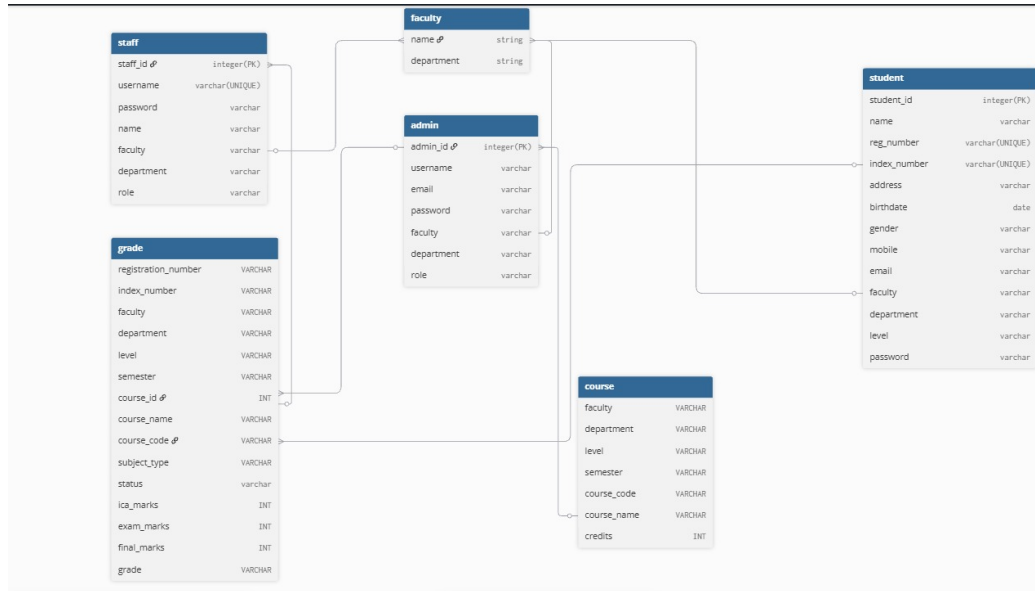 staff
staff_id integer(PK)
username varchar(UNIQUE)
password varchar
name varchar
faculty varchar
department varchar
role varchar
faculty
name string
department string
admin
admin_id integer(PK)
username varchar
email varchar
password varchar
faculty varchar
department varchar
role varchar
student
student_id integer(PK)
name varchar
reg_number varchar(UNIQUE)
index_number varchar(UNIQUE)
address varchar
birthdate date
gender varchar
mobile varchar
email varchar
faculty varchar
department varchar
level varchar
password varchar
grade
registration_number VARCHAR
index_number VARCHAR
faculty VARCHAR
department VARCHAR
level VARCHAR
semester VARCHAR
course_id INT
course_name VARCHAR
course_code VARCHAR
subject_type VARCHAR
status varchar
ica_marks INT
exam_marks INT
final_marks INT
grade VARCHAR
course
faculty VARCHAR
department VARCHAR
level VARCHAR
semester VARCHAR
course_code VARCHAR
course_name VARCHAR
credits INT